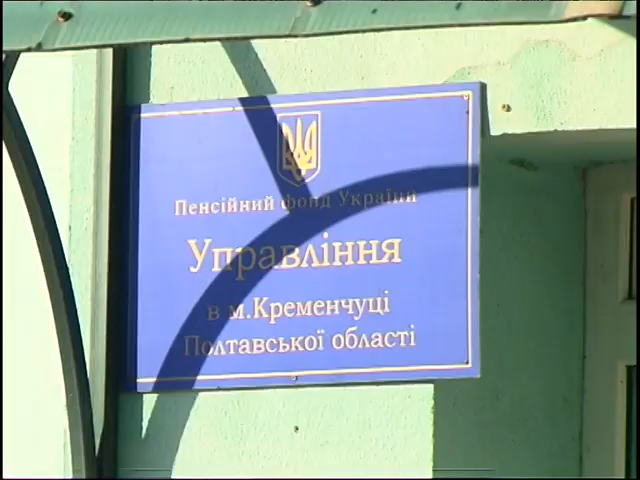 Пенсійний фонд України
Управління
в м.Кременчуці
Полтавської області